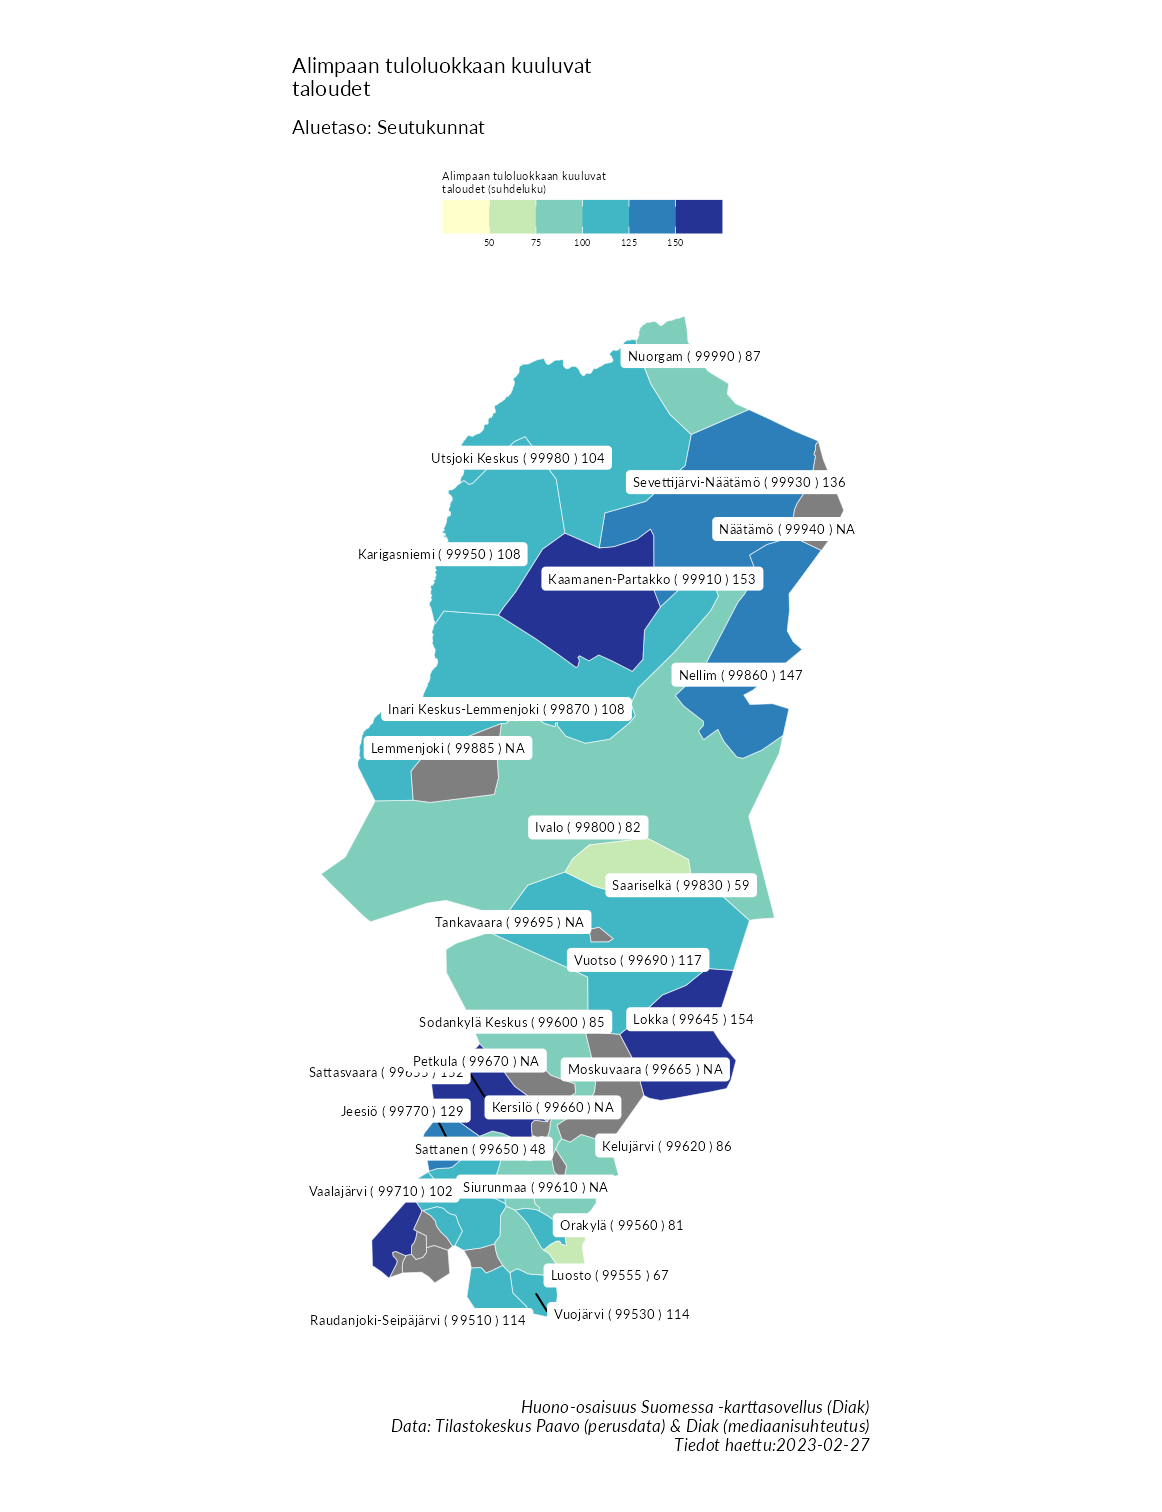 Alimpaan tuloluokkaan kuuluvat
taloudet
Aluetaso: Seutukunnat
Alimpaan tuloluokkaan kuuluvat
taloudet (suhdeluku)
50 75 100 125 150
Nuorgam ( 99990 ) 87
Utsjoki Keskus ( 99980 ) 104
Sevettijärvi-Näätämö ( 99930 ) 136
Näätämö ( 99940 ) NA
Karigasniemi ( 99950 ) 108
Kaamanen-Partakko ( 99910 ) 153
Nellim ( 99860 ) 147
Inari Keskus-Lemmenjoki ( 99870 ) 108
Lemmenjoki ( 99885 ) NA
Ivalo ( 99800 ) 82
Saariselkä ( 99830 ) 59
Tankavaara ( 99695 ) NA
Vuotso ( 99690 ) 117
Lokka ( 99645 ) 154
Sodankylä Keskus ( 99600 ) 85
Petkula ( 99670 ) NA
Moskuvaara ( 99665 ) NA
Sattasvaara ( 99655 ) 152
Kersilö ( 99660 ) NA
Jeesiö ( 99770 ) 129
Kelujärvi ( 99620 ) 86
Sattanen ( 99650 ) 48
Siurunmaa ( 99610 ) NA
Vaalajärvi ( 99710 ) 102
Orakylä ( 99560 ) 81
Luosto ( 99555 ) 67
Vuojärvi ( 99530 ) 114
Raudanjoki-Seipäjärvi ( 99510 ) 114
Huono-osaisuus Suomessa -karttasovellus (Diak)
Data: Tilastokeskus Paavo (perusdata) & Diak (mediaanisuhteutus)
Tiedot haettu:2023-02-27